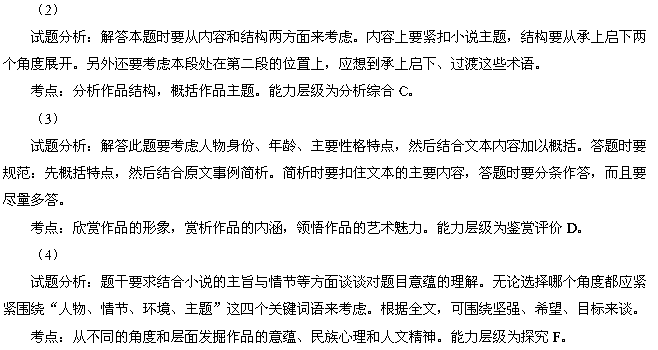 （2）
试题分析：解答本题时要从内容和结构两方面来考虑。内容上要紧扣小说主题，结构要从承上启下两
个角度展开。另外还要考虑本段处在第二段的位置上，应想到承上启下、过渡这些术语。
考点：分析作品结构，概括作品主题。能力层级为分析综合 C。
（3）
试题分析：解答此题要考虑人物身份、年龄、主要性格特点，然后结合文本内容加以概括。答题时要
规范：先概括特点，然后结合原文事例简析。简析时要扣住文本的主要内容，答题时要分条作答，而且要
尽量多答。
考点：欣赏作品的形象，赏析作品的内涵，领悟作品的艺术魅力。能力层级为鉴赏评价 D。
（4）
试题分析：题干要求结合小说的主旨与情节等方面谈谈对题目意蕴的理解。无论选择哪个角度都应紧
紧围绕“人物、情节、环境、主题”这四个关键词语来考虑。根据全文，可围绕坚强、希望、目标来谈。
考点：从不同的角度和层面发掘作品的意蕴、民族心理和人文精神。能力层级为探究 F。